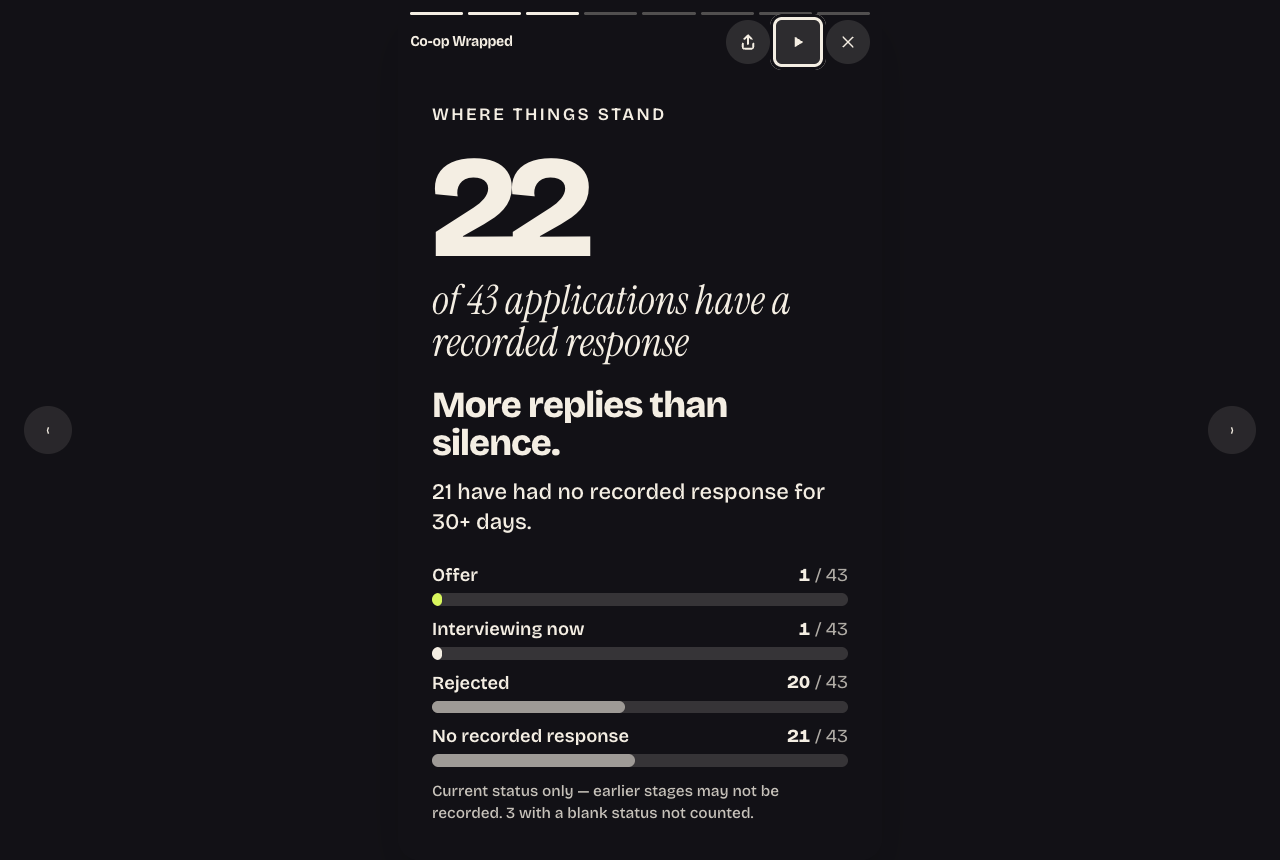 Co-op Wrapped
WHERE THINGS STAND
22
of 43 applications have a
recorded response
More replies than
silence.
21 have had no recorded response for
30+ days.
Offer 1 / 43
Interviewing now 1 / 43
Rejected 20 / 43
No recorded response 21 / 43
Current status only — earlier stages may not be
recorded. 3 with a blank status not counted.